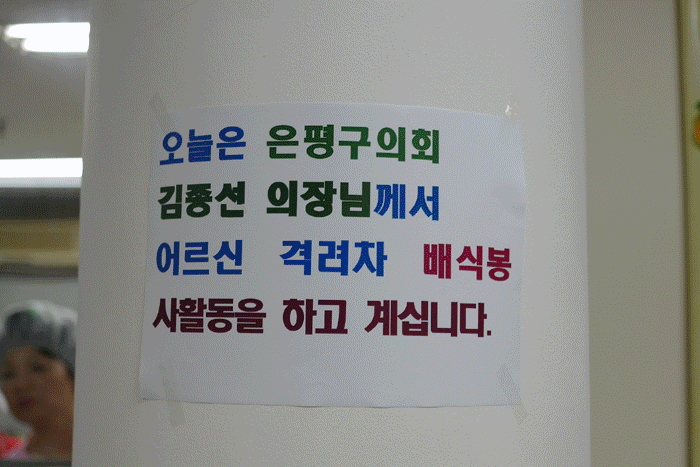 오늘은 은평구의회
김종선 의장님께서
어르신 격려차 배식봉
사활동을 하고 계십니다.